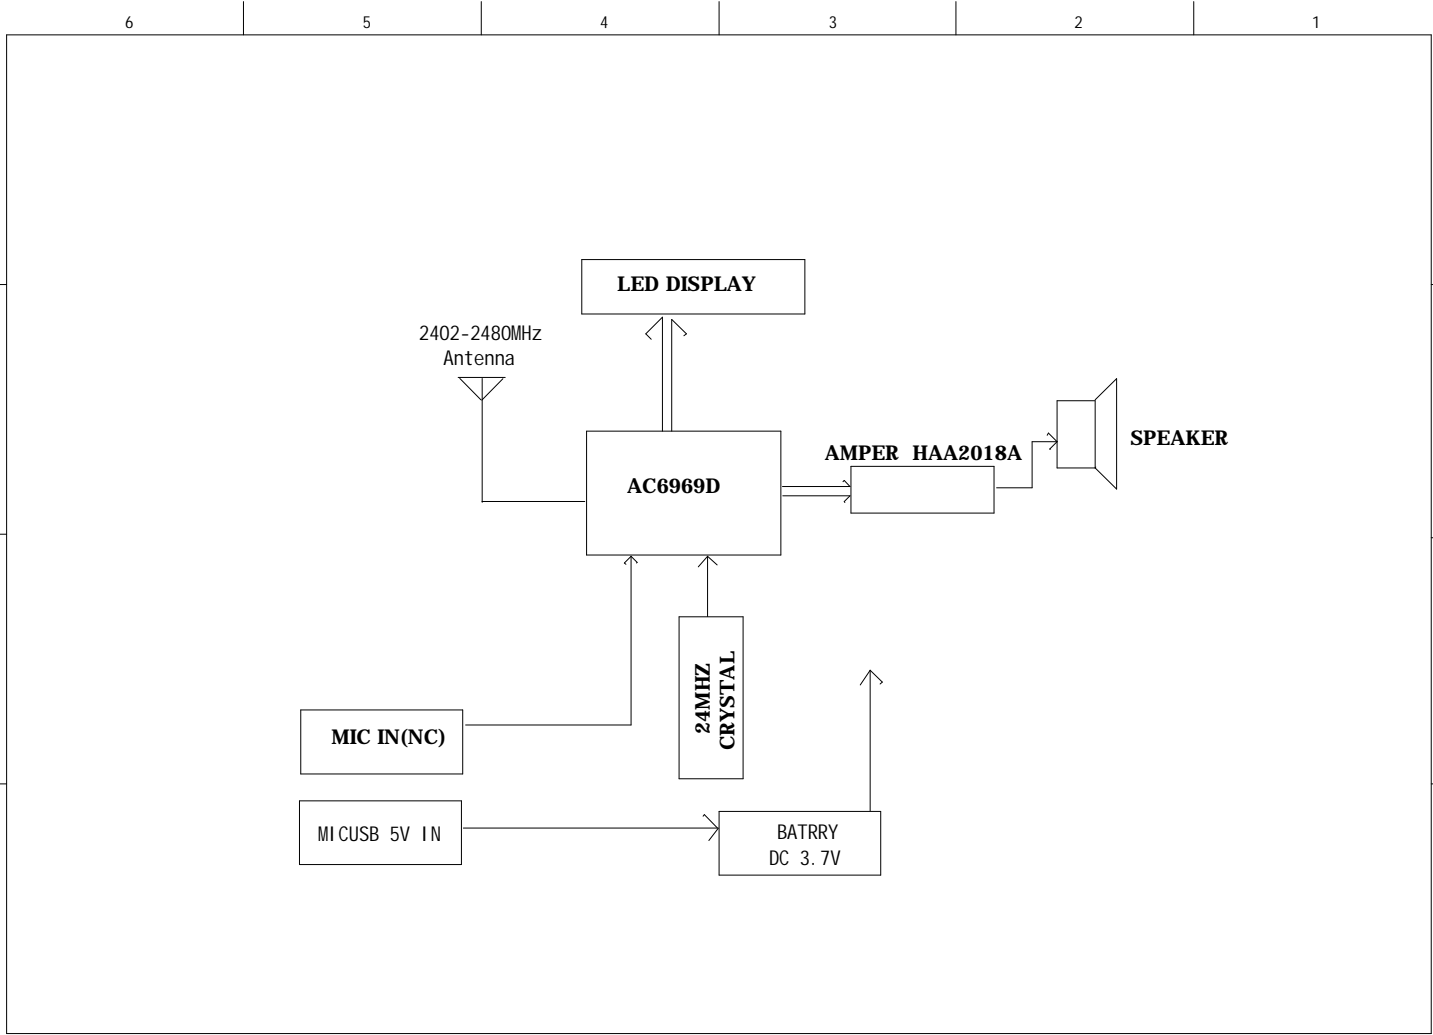 6 5 4 3 2 1
LED DISPLAY
2402-2480MHz
Antenna
SPEAKER
AMPER HAA2018A
AC6969D
24MHZ
CRYSTAL
MIC IN(NC)
MICUSB 5V IN
BATRRY
DC 3.7V